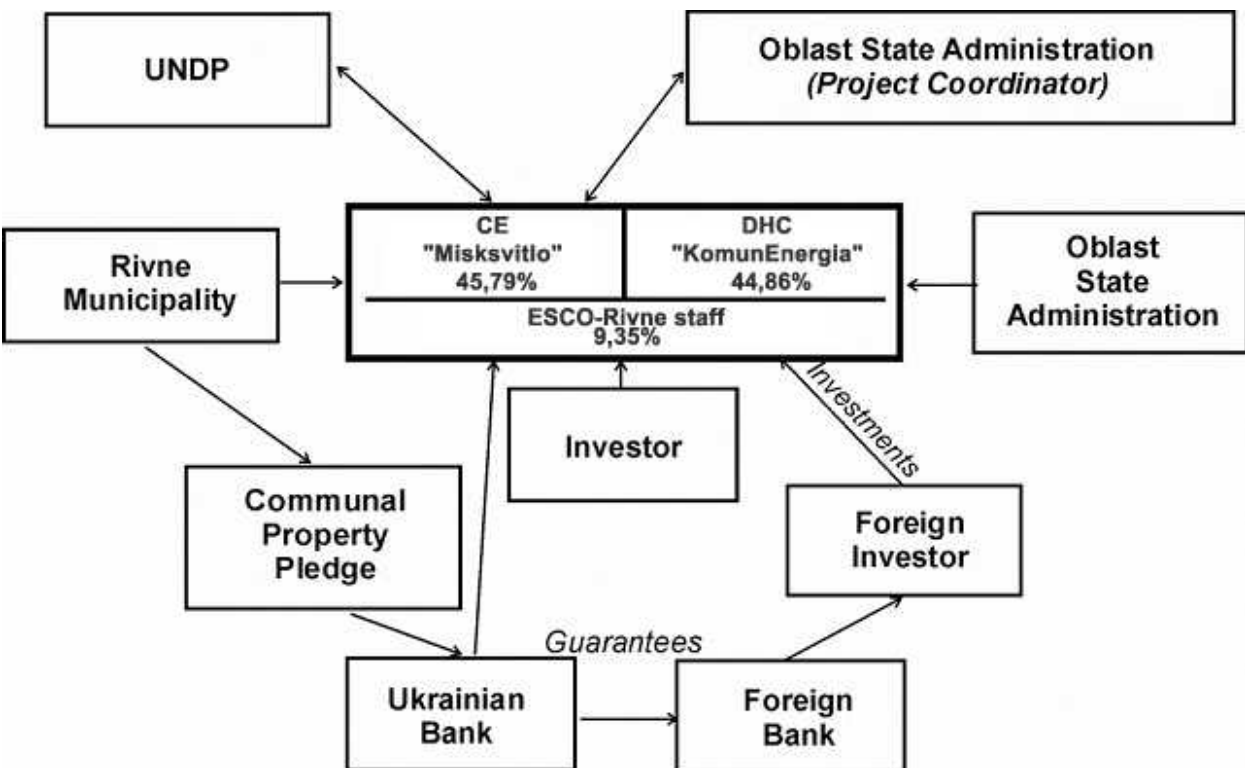 UNDP
Oblast State Administration
(Project Coordinator)
Rivne
Municipality
CE
"Misksvitlo"
45,79%
DHC
"KomunEnergia"
44,86%
ESCO-Rivne staff
9,35%
Oblast
State
Administration
Investor
Investments
Communal
Property
Pledge
Foreign
Investor
Guarantees
Ukrainian
Bank
Foreign
Bank